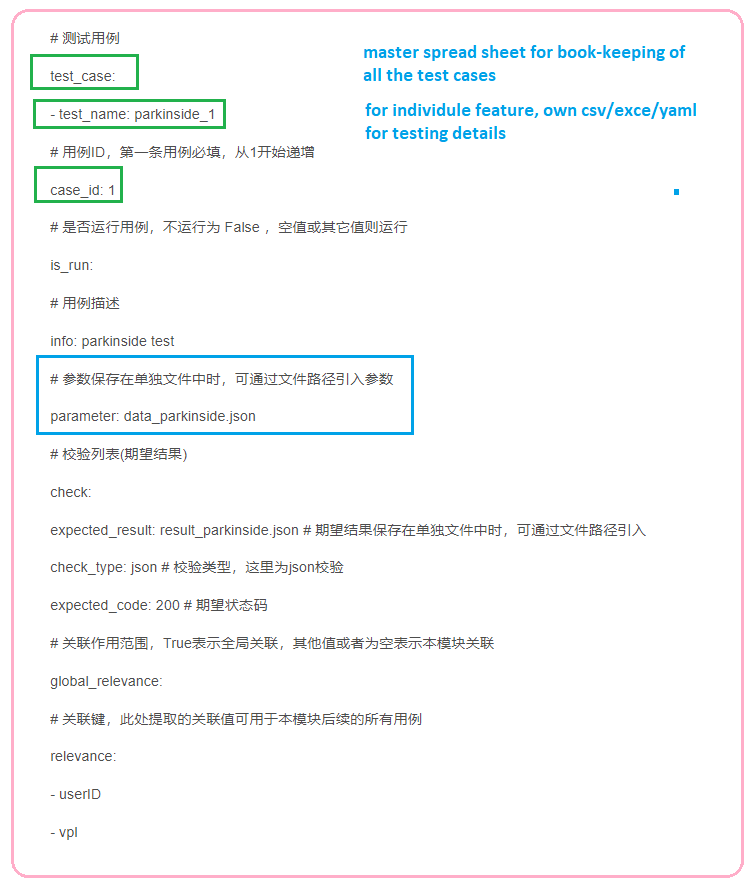 # 测试用例
test_case:
- test_name: parkinside_1
# 用例ID，第一条用例必填，从1开始递增
case_id: 1
# 是否运行用例，不运行为 False ，空值或其它值则运行
is_run:
# 用例描述
info: parkinside test
# 参数保存在单独文件中时，可通过文件路径引入参数
parameter: data_parkinside.json
# 校验列表(期望结果)
check:
expected_result: result_parkinside.json # 期望结果保存在单独文件中时，可通过文件路径引入
check_type: json # 校验类型，这里为json校验
expected_code: 200 # 期望状态码
# 关联作用范围，True表示全局关联，其他值或者为空表示本模块关联
global_relevance:
# 关联键，此处提取的关联值可用于本模块后续的所有用例
relevance:
- userID
- vpl
master spread sheet for book-keeping of
all the test cases
for individule feature, own csv/exce/yaml
for testing details